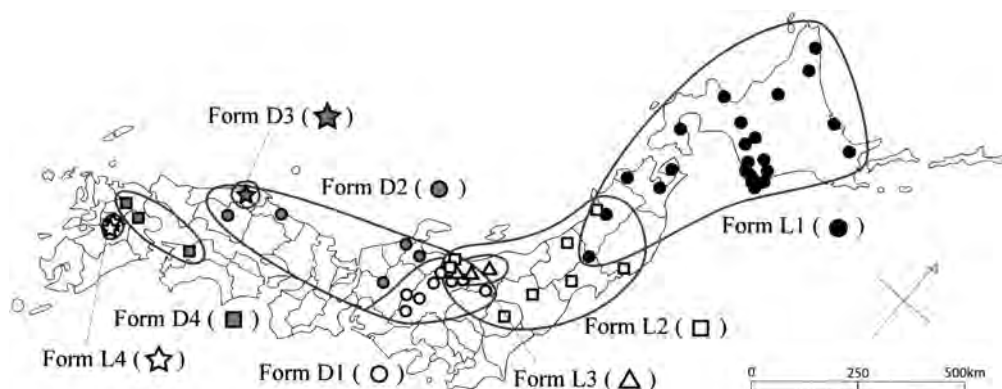 Form D3 (☆)
Form D2 (●)
Form L1 (●)
Form D4 (■)
Form L2 (□)
Form L4 (☆)
Form D1 (○)
Form L3 (△)
0 250 500km